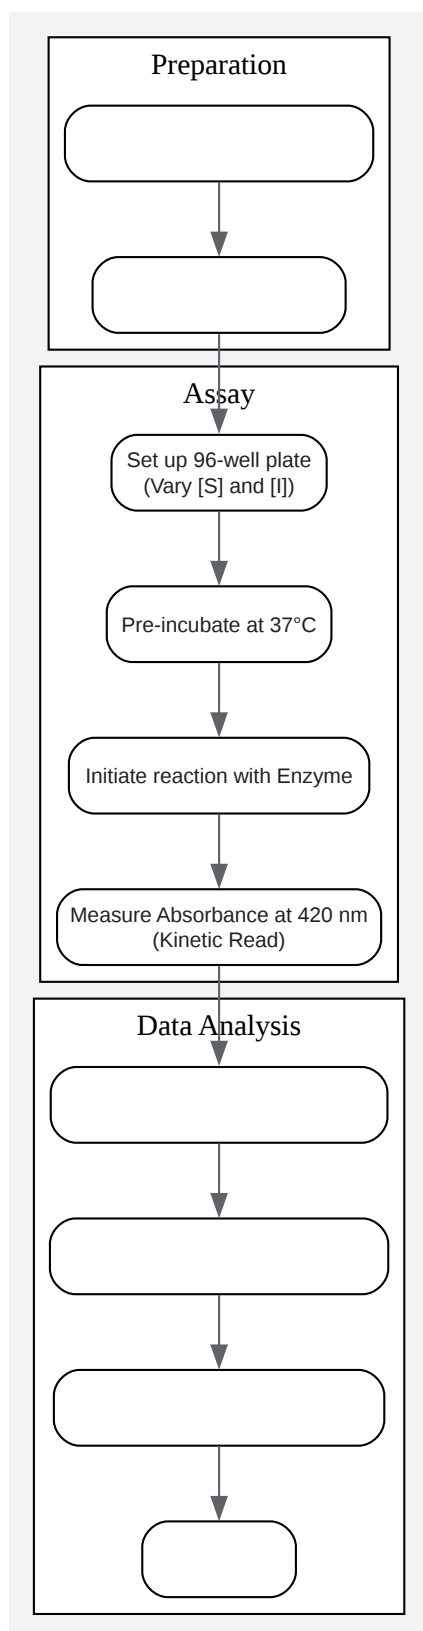 Preparation
Assay
Set up 96-well plate
(Vary [S] and [I])
Pre-incubate at 37°C
Initiate reaction with Enzyme
Measure Absorbance at 420 nm
(Kinetic Read)
Data Analysis